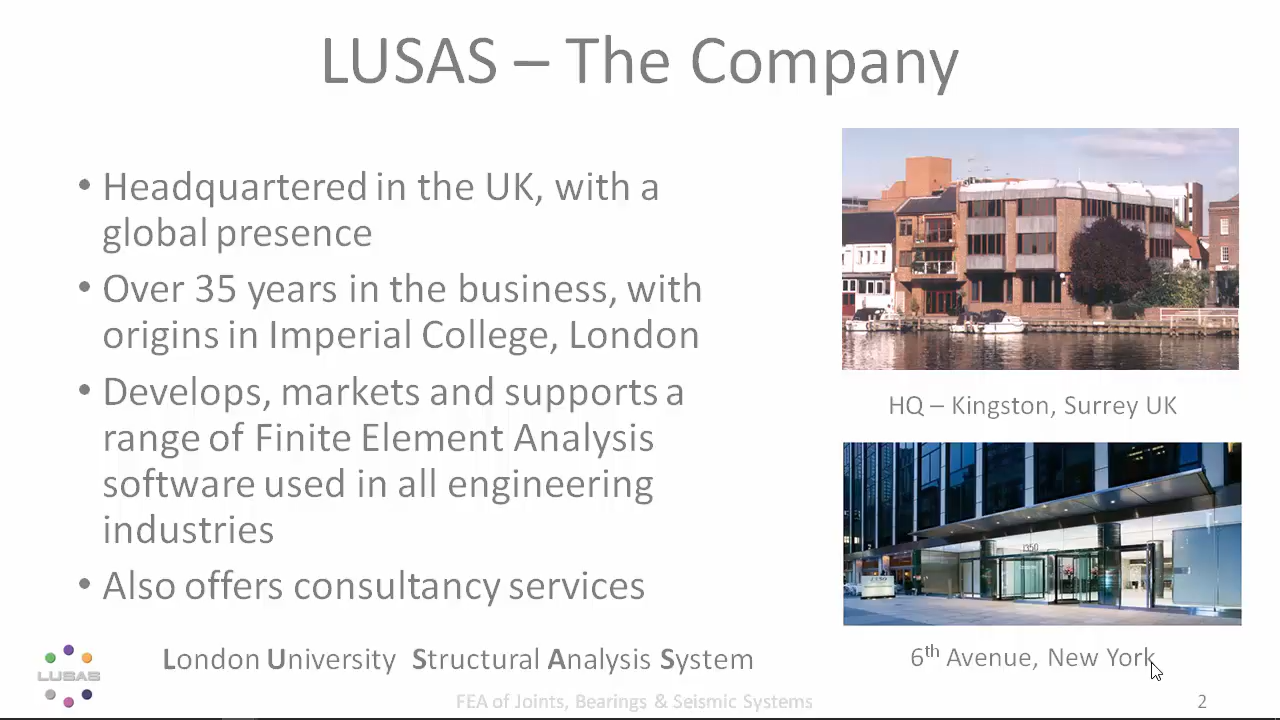 LUSAS – The Company
• Headquartered in the UK, with a
global presence
• Over 35 years in the business, with
origins in Imperial College, London
• Develops, markets and supports a
range of Finite Element Analysis
software used in all engineering
industries
• Also offers consultancy services
HQ – Kingston, Surrey UK
1350
6th Avenue, New York
London University Structural Analysis System
LUSAS
FEA of Joints, Bearings & Seismic Systems
2